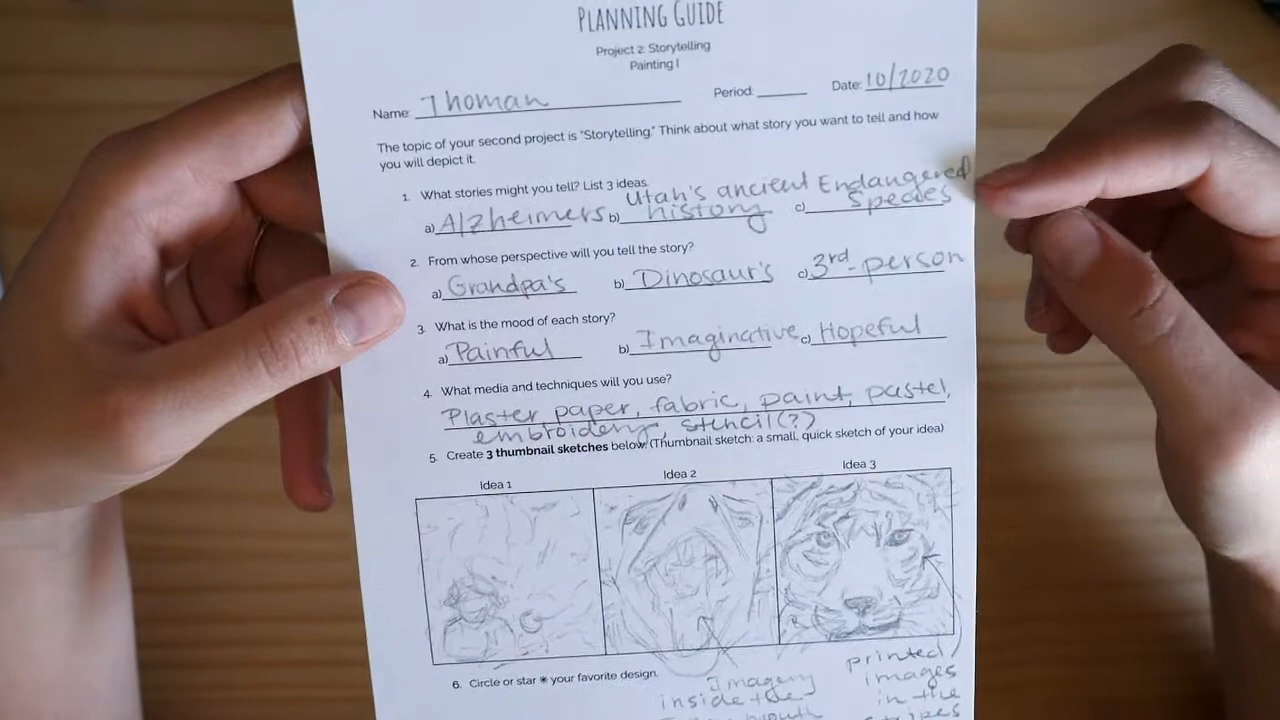 PLANNING GUIDE
Project 2: Storytelling
Painting I
Name: Thoman Period: Date: 10/2020
The topic of your second project is "Storytelling." Think about what story you want to tell and how
you will depict it.
1. What stories might you tell? List 3 ideas.
a) Alzheimers b) Utah's ancient history c) Endangered Species
2. From whose perspective will you tell the story?
a) Grandpa's b) Dinosaur's c) 3rd-person
3. What is the mood of each story?
a) Painful b) Imaginative c) Hopeful
4. What media and techniques will you use?
Plaster paper, fabric, paint, pastel,
embroidery, stencil(?)
5. Create 3 thumbnail sketches below. (Thumbnail sketch: a small, quick sketch of your idea)
Idea 1 Idea 2 Idea 3
6. Circle or star * your favorite design.
Imagery
inside the
mouth
printed
images
in the
stripes